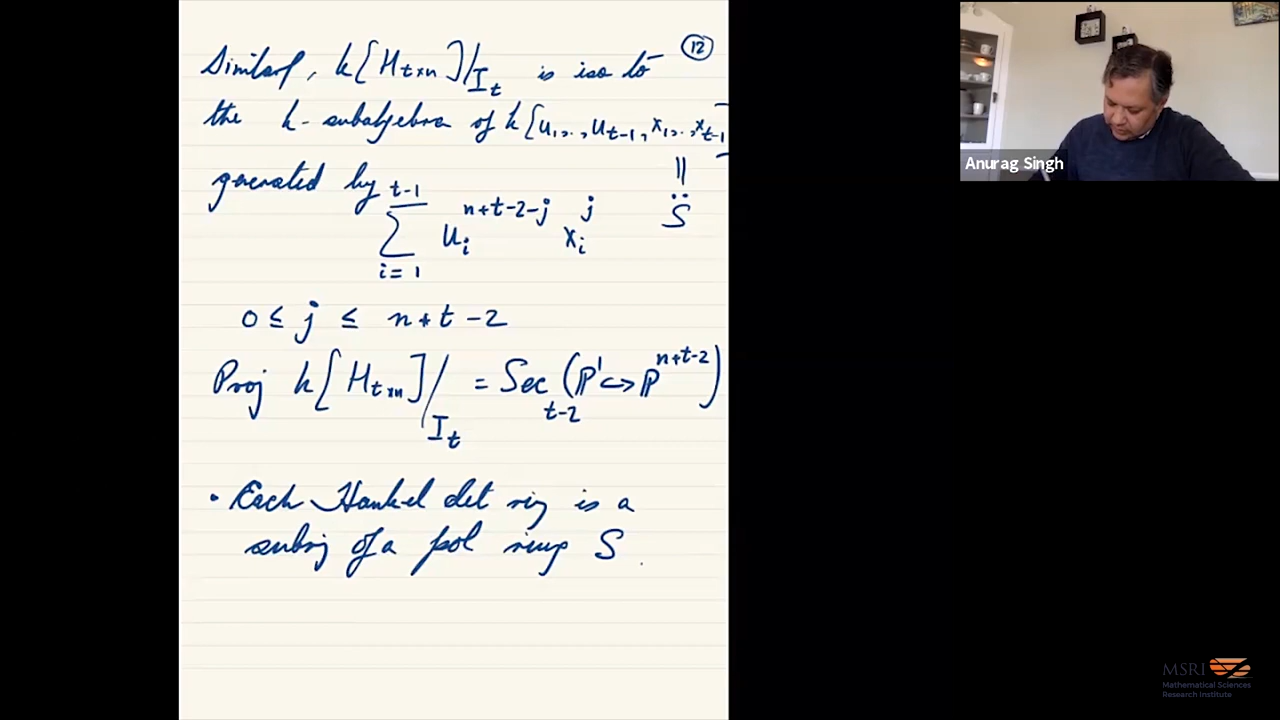 Similarly, k[H_{t×n}]/I_t is iso to
⑫
the k-subalgebra of k[u_1,..,u_{t-1}, x_1,..,x_{t-1}]
generated by \sum_{i=1}^{t-1} u_i^{n+t-2-j} x_i^j
||
:S
0 ≤ j ≤ n+t-2
Proj k[H_{t×n}]/I_t = Sec_{t-2} (ℙ^1 ↪ ℙ^{n+t-2})
• Each Hankel det ring is a
subring of a pol ring S .
Anurag Singh
MSRI
Mathematical Sciences
Research Institute